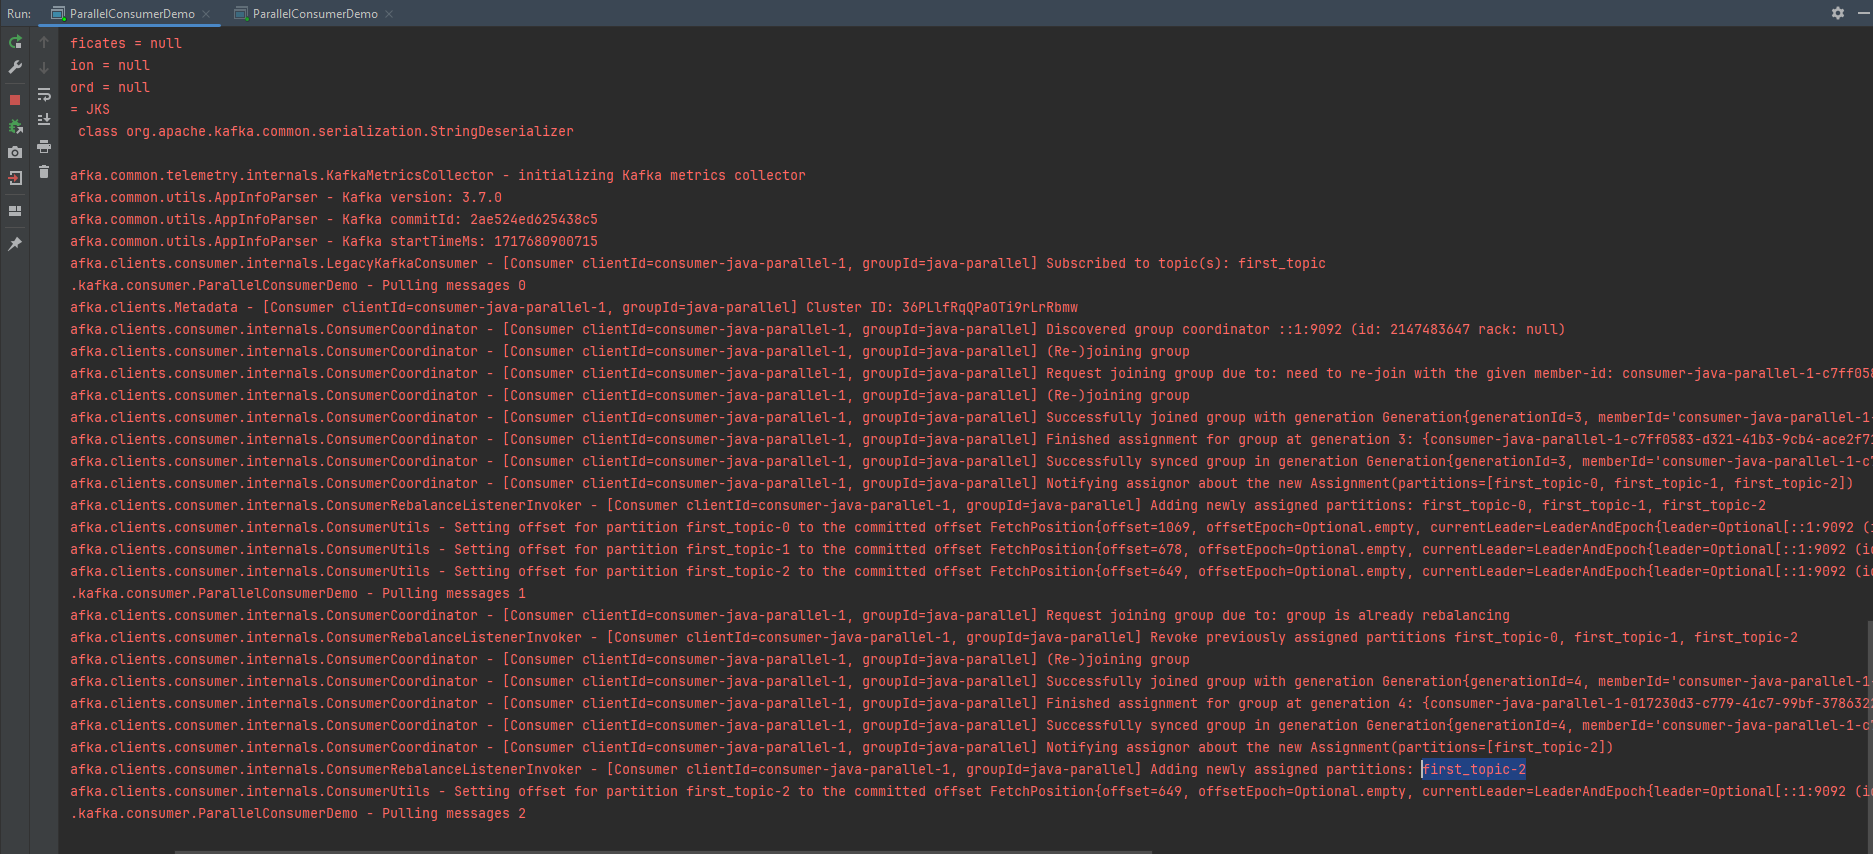 Run: ParallelConsumerDemo ParallelConsumerDemo
ficates = null
ion = null
ord = null
= JKS
class org.apache.kafka.common.serialization.StringDeserializer
afka.common.telemetry.internals.KafkaMetricsCollector - initializing Kafka metrics collector
afka.common.utils.AppInfoParser - Kafka version: 3.7.0
afka.common.utils.AppInfoParser - Kafka commitId: 2ae524ed625438c5
afka.common.utils.AppInfoParser - Kafka startTimeMs: 1717680900715
afka.clients.consumer.internals.LegacyKafkaConsumer - [Consumer clientId=consumer-java-parallel-1, groupId=java-parallel] Subscribed to topic(s): first_topic
.kafka.consumer.ParallelConsumerDemo - Pulling messages 0
afka.clients.Metadata - [Consumer clientId=consumer-java-parallel-1, groupId=java-parallel] Cluster ID: 36PLlfRqQPaOTi9rLrRbmw
afka.clients.consumer.internals.ConsumerCoordinator - [Consumer clientId=consumer-java-parallel-1, groupId=java-parallel] Discovered group coordinator ::1:9092 (id: 2147483647 rack: null)
afka.clients.consumer.internals.ConsumerCoordinator - [Consumer clientId=consumer-java-parallel-1, groupId=java-parallel] (Re-)joining group
afka.clients.consumer.internals.ConsumerCoordinator - [Consumer clientId=consumer-java-parallel-1, groupId=java-parallel] Request joining group due to: need to re-join with the given member-id: consumer-java-parallel-1-c7ff058
afka.clients.consumer.internals.ConsumerCoordinator - [Consumer clientId=consumer-java-parallel-1, groupId=java-parallel] (Re-)joining group
afka.clients.consumer.internals.ConsumerCoordinator - [Consumer clientId=consumer-java-parallel-1, groupId=java-parallel] Successfully joined group with generation Generation{generationId=3, memberId='consumer-java-parallel-1-
afka.clients.consumer.internals.ConsumerCoordinator - [Consumer clientId=consumer-java-parallel-1, groupId=java-parallel] Finished assignment for group at generation 3: {consumer-java-parallel-1-c7ff0583-d321-41b3-9cb4-ace2f71
afka.clients.consumer.internals.ConsumerCoordinator - [Consumer clientId=consumer-java-parallel-1, groupId=java-parallel] Successfully synced group in generation Generation{generationId=3, memberId='consumer-java-parallel-1-c7
afka.clients.consumer.internals.ConsumerCoordinator - [Consumer clientId=consumer-java-parallel-1, groupId=java-parallel] Notifying assignor about the new Assignment(partitions=[first_topic-0, first_topic-1, first_topic-2])
afka.clients.consumer.internals.ConsumerRebalanceListenerInvoker - [Consumer clientId=consumer-java-parallel-1, groupId=java-parallel] Adding newly assigned partitions: first_topic-0, first_topic-1, first_topic-2
afka.clients.consumer.internals.ConsumerUtils - Setting offset for partition first_topic-0 to the committed offset FetchPosition{offset=1069, offsetEpoch=Optional.empty, currentLeader=LeaderAndEpoch{leader=Optional[::1:9092 (i
afka.clients.consumer.internals.ConsumerUtils - Setting offset for partition first_topic-1 to the committed offset FetchPosition{offset=678, offsetEpoch=Optional.empty, currentLeader=LeaderAndEpoch{leader=Optional[::1:9092 (id
afka.clients.consumer.internals.ConsumerUtils - Setting offset for partition first_topic-2 to the committed offset FetchPosition{offset=649, offsetEpoch=Optional.empty, currentLeader=LeaderAndEpoch{leader=Optional[::1:9092 (id
.kafka.consumer.ParallelConsumerDemo - Pulling messages 1
afka.clients.consumer.internals.ConsumerCoordinator - [Consumer clientId=consumer-java-parallel-1, groupId=java-parallel] Request joining group due to: group is already rebalancing
afka.clients.consumer.internals.ConsumerRebalanceListenerInvoker - [Consumer clientId=consumer-java-parallel-1, groupId=java-parallel] Revoke previously assigned partitions first_topic-0, first_topic-1, first_topic-2
afka.clients.consumer.internals.ConsumerCoordinator - [Consumer clientId=consumer-java-parallel-1, groupId=java-parallel] (Re-)joining group
afka.clients.consumer.internals.ConsumerCoordinator - [Consumer clientId=consumer-java-parallel-1, groupId=java-parallel] Successfully joined group with generation Generation{generationId=4, memberId='consumer-java-parallel-1-
afka.clients.consumer.internals.ConsumerCoordinator - [Consumer clientId=consumer-java-parallel-1, groupId=java-parallel] Finished assignment for group at generation 4: {consumer-java-parallel-1-017230d3-c779-41c7-99bf-3786322
afka.clients.consumer.internals.ConsumerCoordinator - [Consumer clientId=consumer-java-parallel-1, groupId=java-parallel] Successfully synced group in generation Generation{generationId=4, memberId='consumer-java-parallel-1-c7
afka.clients.consumer.internals.ConsumerCoordinator - [Consumer clientId=consumer-java-parallel-1, groupId=java-parallel] Notifying assignor about the new Assignment(partitions=[first_topic-2])
afka.clients.consumer.internals.ConsumerRebalanceListenerInvoker - [Consumer clientId=consumer-java-parallel-1, groupId=java-parallel] Adding newly assigned partitions: first_topic-2
afka.clients.consumer.internals.ConsumerUtils - Setting offset for partition first_topic-2 to the committed offset FetchPosition{offset=649, offsetEpoch=Optional.empty, currentLeader=LeaderAndEpoch{leader=Optional[::1:9092 (id
.kafka.consumer.ParallelConsumerDemo - Pulling messages 2